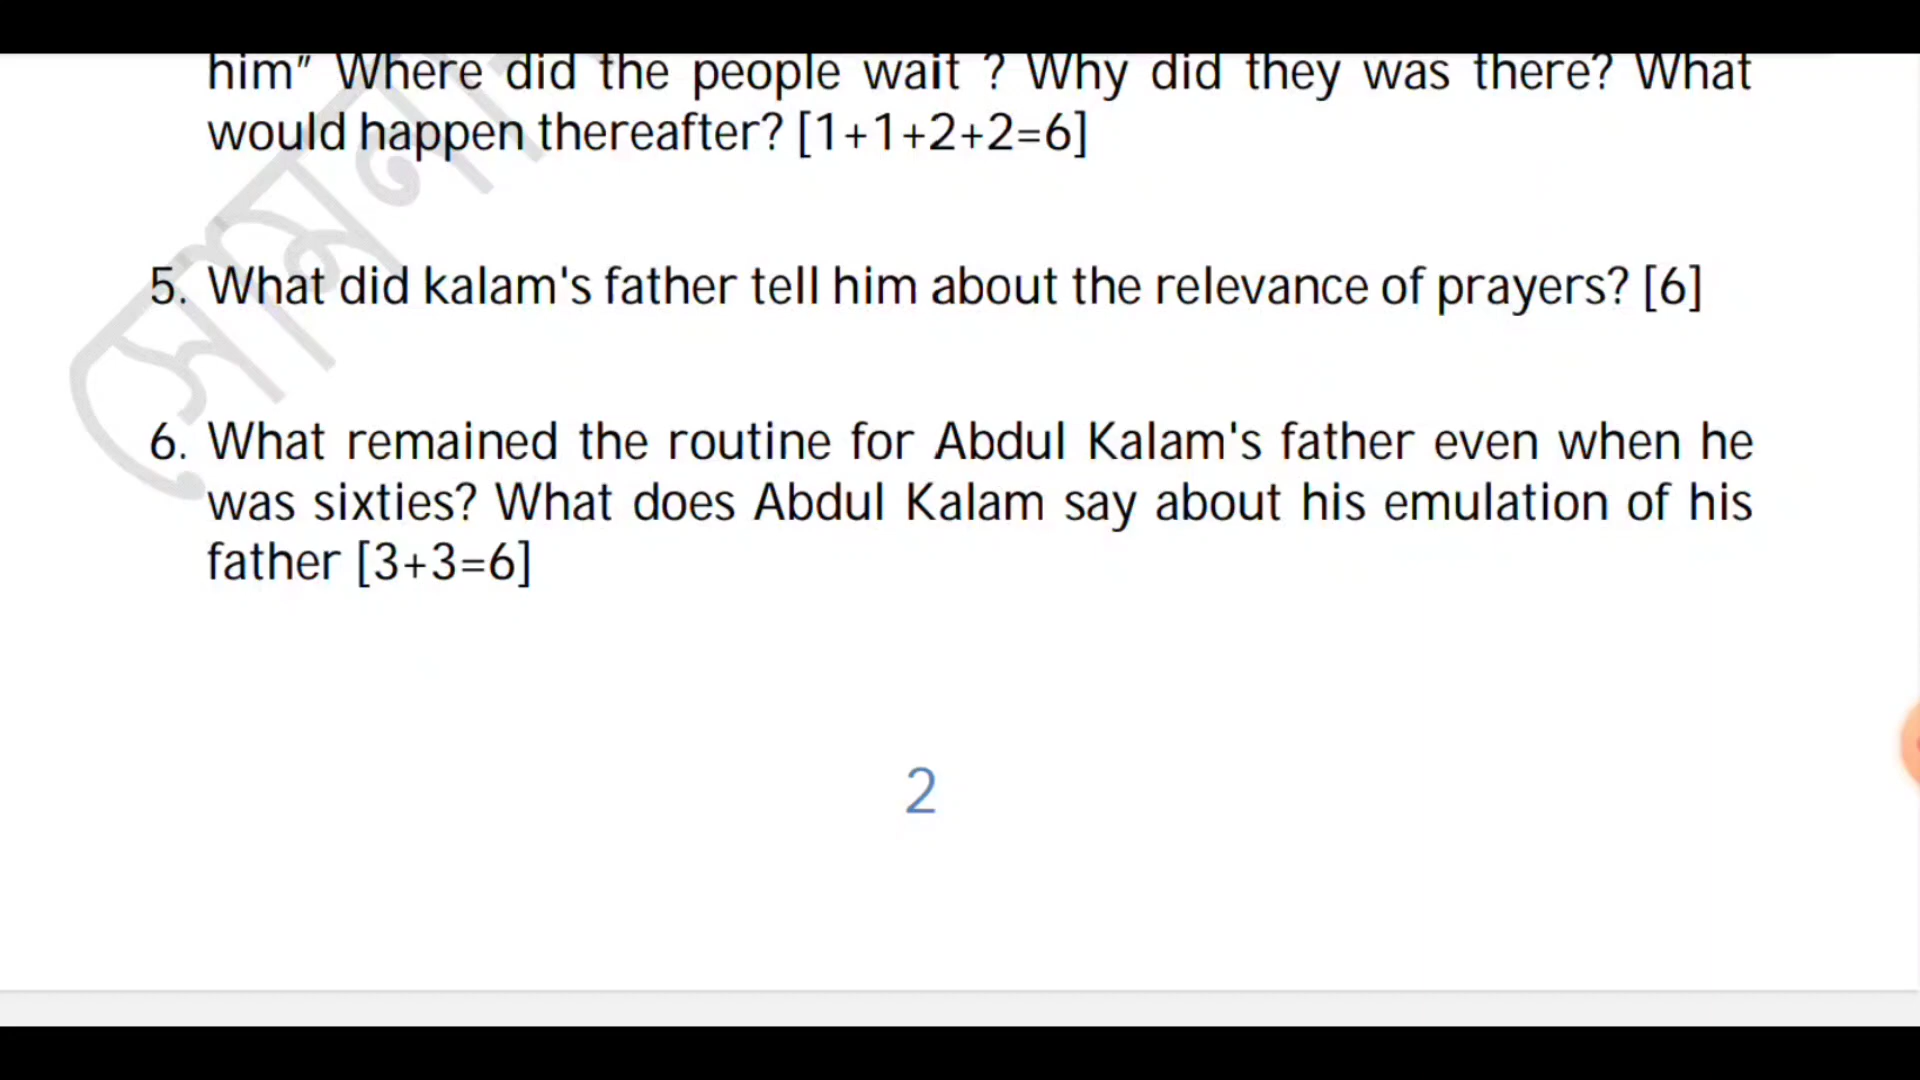 him" Where did the people wait ? Why did they was there? What
would happen thereafter? [1+1+2+2=6]
5. What did kalam's father tell him about the relevance of prayers? [6]
6. What remained the routine for Abdul Kalam's father even when he
was sixties? What does Abdul Kalam say about his emulation of his
father [3+3=6]
2